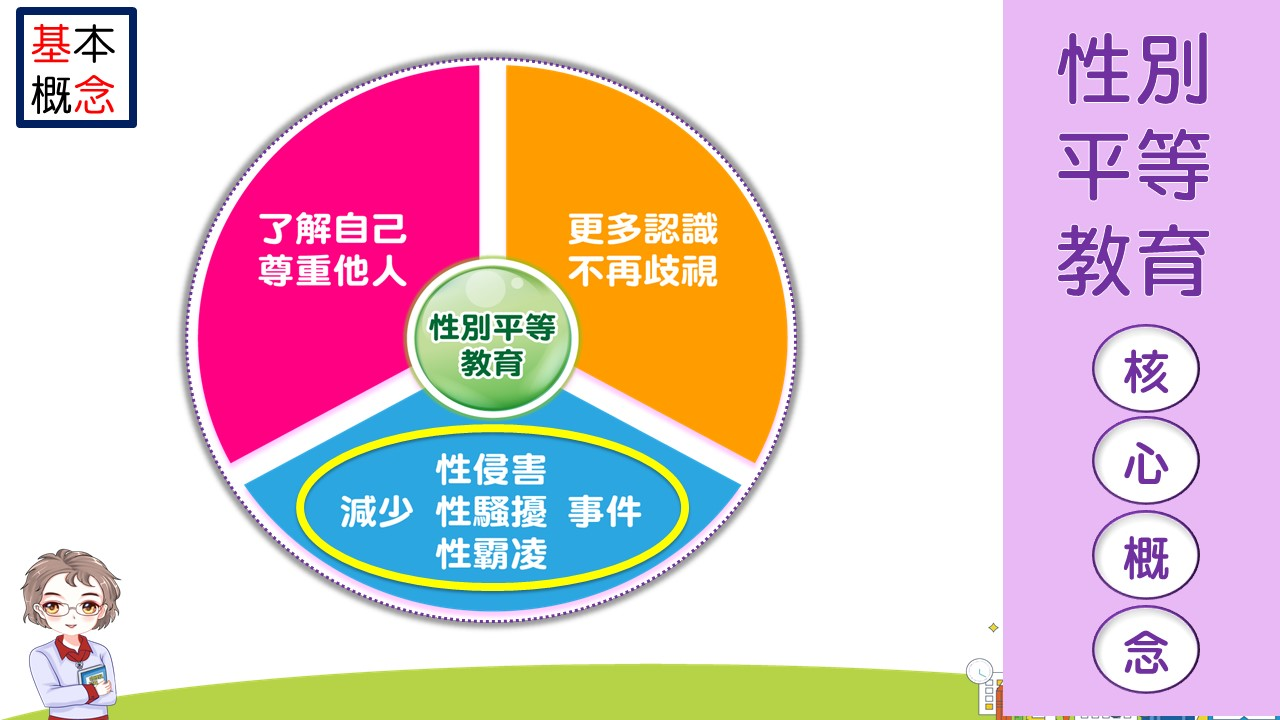 基本
概念
了解自己
尊重他人
更多認識
不再歧視
性別平等
教育
性侵害
減少 性騷擾 事件
性霸凌
性別
平等
教育
核
心
概
念